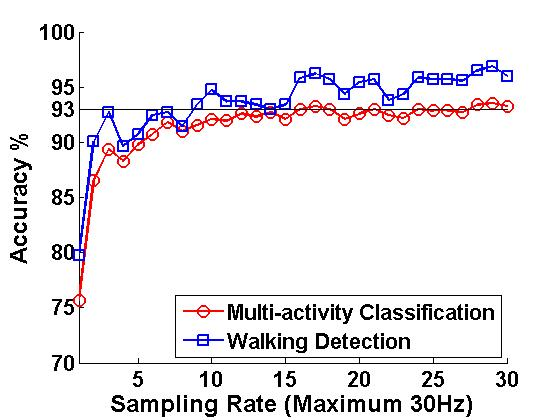 100
95
93
90
85
80
75
70
Accuracy %
5 10 15 20 25 30
Sampling Rate (Maximum 30Hz)
Multi-activity Classification
Walking Detection